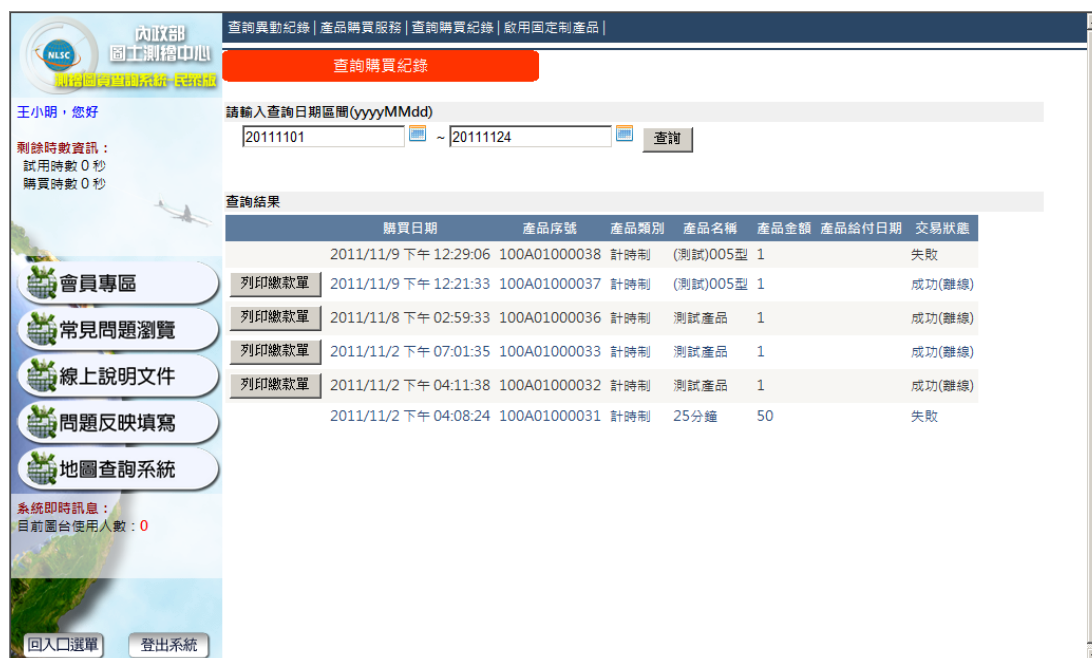 內政部
國土測繪中心
NLSC
測繪圖資查詢系統-民眾版
王小明，您好
剩餘時數資訊：
試用時數 0 秒
購買時數 0 秒
會員專區
常見問題瀏覽
線上說明文件
問題反映填寫
地圖查詢系統
系統即時訊息：
目前圖台使用人數：0
回入口選單 登出系統
查詢異動紀錄| 產品購買服務| 查詢購買紀錄| 啟用固定制產品|
查詢購買紀錄
請輸入查詢日期區間(yyyyMMdd)
20111101 ~ 20111124 查詢
查詢結果
購買日期 產品序號 產品類別 產品名稱 產品金額 產品給付日期 交易狀態
2011/11/9 下午 12:29:06 100A01000038 計時制 (測試)005型 1 失敗
列印繳款單 2011/11/9 下午 12:21:33 100A01000037 計時制 (測試)005型 1 成功(離線)
列印繳款單 2011/11/8 下午 02:59:33 100A01000036 計時制 測試產品 1 成功(離線)
列印繳款單 2011/11/2 下午 07:01:35 100A01000033 計時制 測試產品 1 成功(離線)
列印繳款單 2011/11/2 下午 04:11:38 100A01000032 計時制 測試產品 1 成功(離線)
2011/11/2 下午 04:08:24 100A01000031 計時制 25分鐘 50 失敗